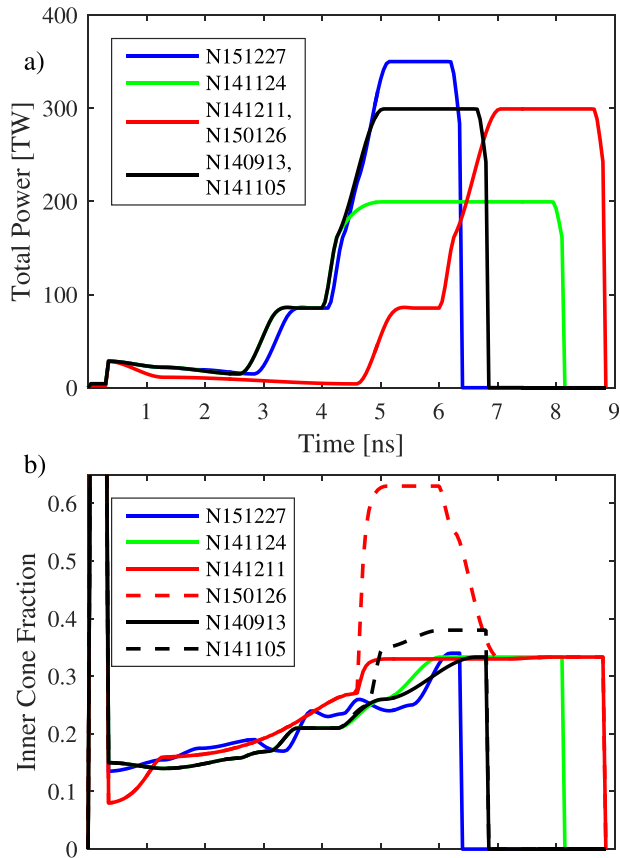 a)
Total Power [TW]
400
300
200
100
0
N151227
N141124
N141211,
N150126
N140913,
N141105
1 2 3 4 5 6 7 8 9
Time [ns]
b)
Inner Cone Fraction
0.6
0.5
0.4
0.3
0.2
0.1
0
N151227
N141124
N141211
N150126
N140913
N141105